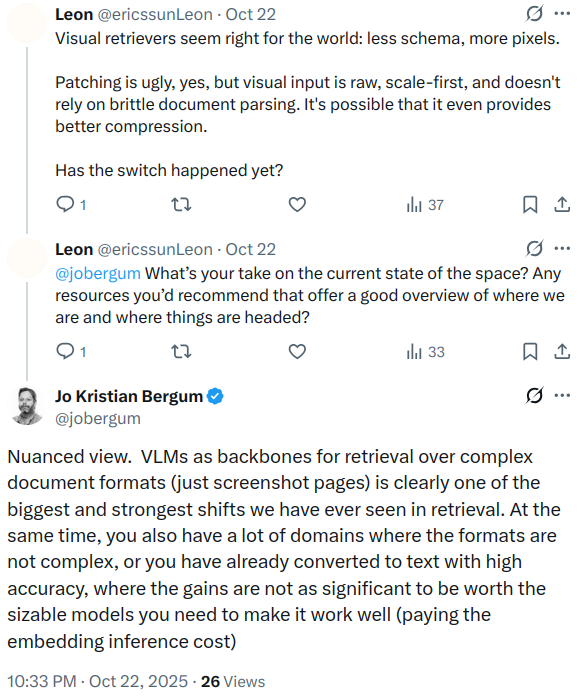 Leon @ericssunLeon · Oct 22
Visual retrievers seem right for the world: less schema, more pixels.
Patching is ugly, yes, but visual input is raw, scale-first, and doesn't
rely on brittle document parsing. It's possible that it even provides
better compression.
Has the switch happened yet?
1 37
Leon @ericssunLeon · Oct 22
@jobergum What's your take on the current state of the space? Any
resources you'd recommend that offer a good overview of where we
are and where things are headed?
1 33
Jo Kristian Bergum
@jobergum
Nuanced view.  VLMs as backbones for retrieval over complex
document formats (just screenshot pages) is clearly one of the
biggest and strongest shifts we have ever seen in retrieval. At the
same time, you also have a lot of domains where the formats are
not complex, or you have already converted to text with high
accuracy, where the gains are not as significant to be worth the
sizable models you need to make it work well (paying the
embedding inference cost)
10:33 PM · Oct 22, 2025 · 26 Views